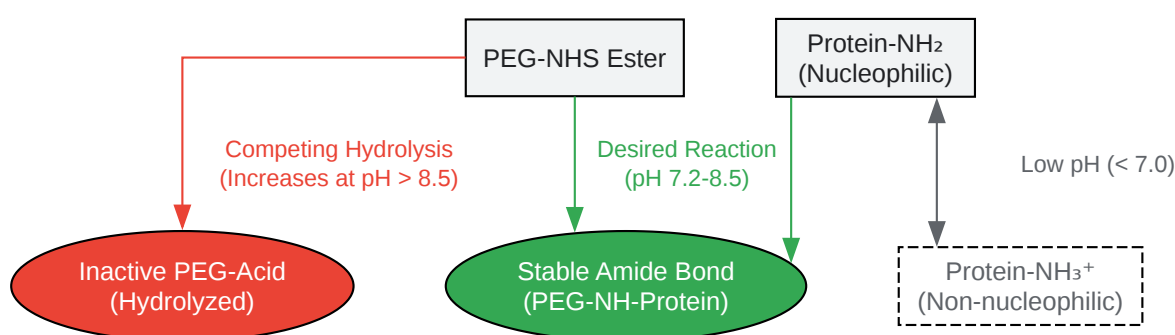 PEG-NHS Ester
Protein-NH₂
(Nucleophilic)
Competing Hydrolysis
(Increases at pH > 8.5)
Desired Reaction
(pH 7.2-8.5)
Low pH (< 7.0)
Inactive PEG-Acid
(Hydrolyzed)
Stable Amide Bond
(PEG-NH-Protein)
Protein-NH₃⁺
(Non-nucleophilic)